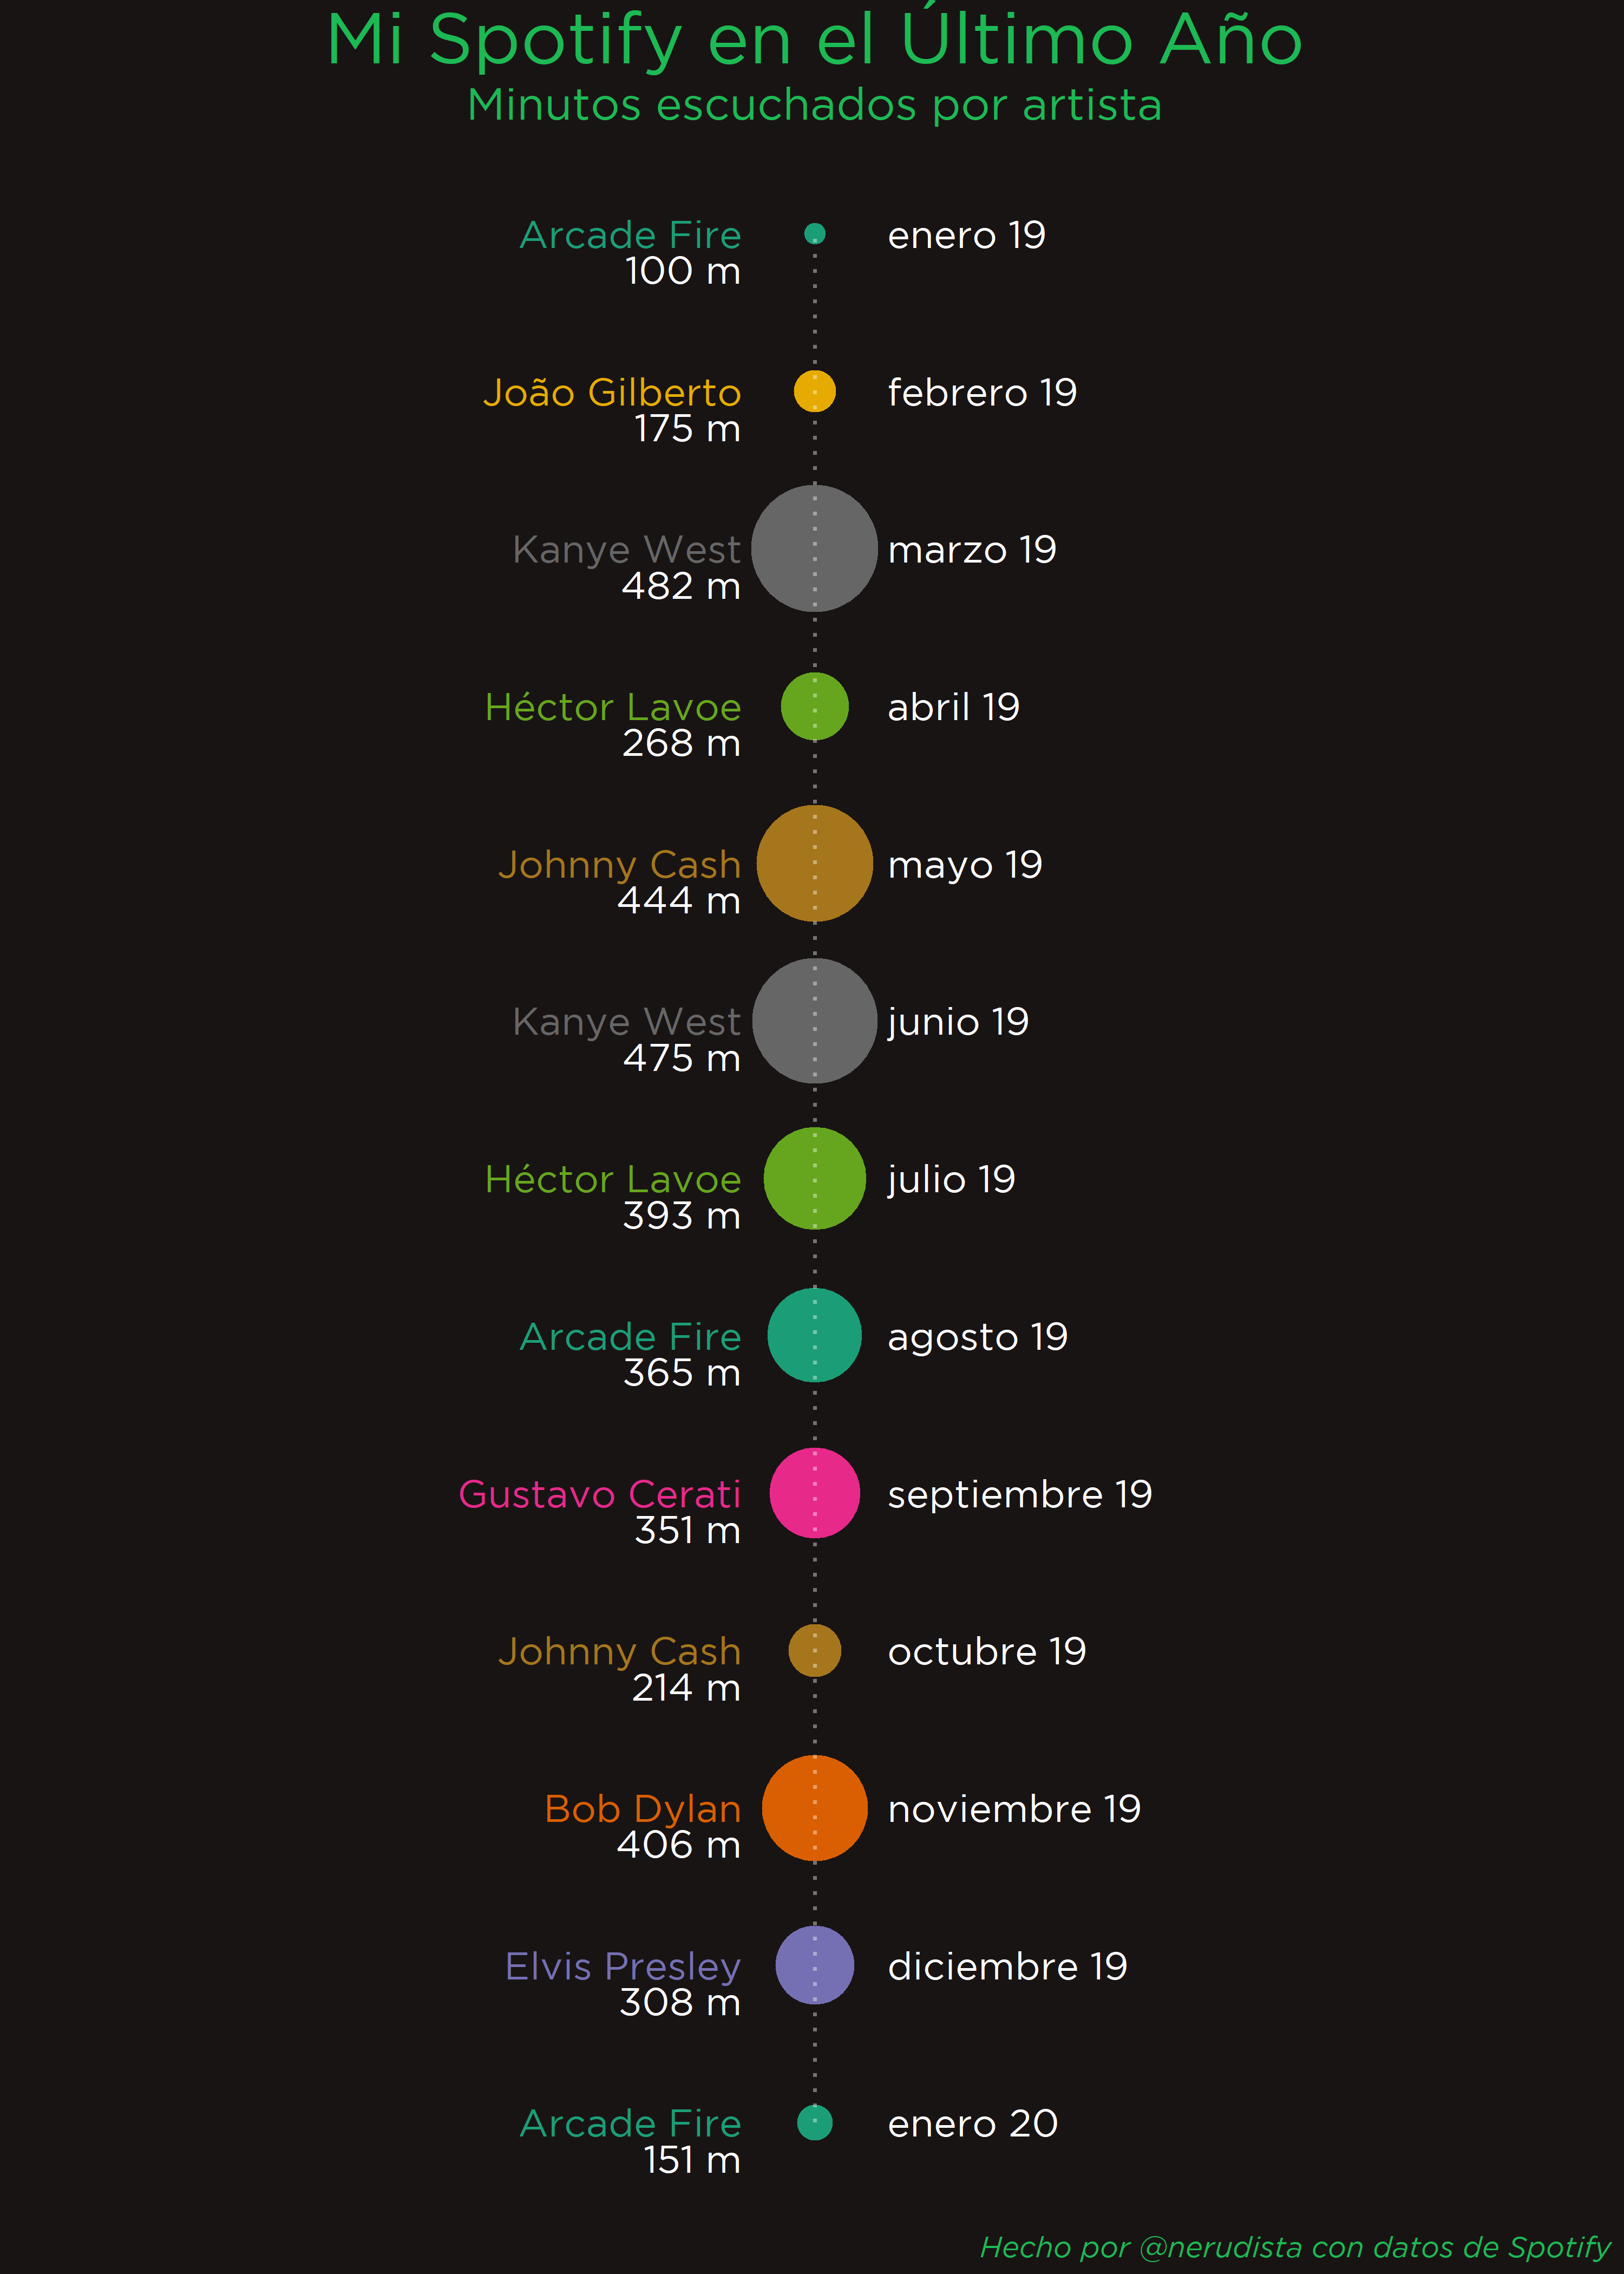 Mi Spotify en el Último Año
Minutos escuchados por artista
Arcade Fire
100 m
enero 19
João Gilberto
175 m
febrero 19
Kanye West
482 m
marzo 19
Héctor Lavoe
268 m
abril 19
Johnny Cash
444 m
mayo 19
Kanye West
475 m
junio 19
Héctor Lavoe
393 m
julio 19
Arcade Fire
365 m
agosto 19
Gustavo Cerati
351 m
septiembre 19
Johnny Cash
214 m
octubre 19
Bob Dylan
406 m
noviembre 19
Elvis Presley
308 m
diciembre 19
Arcade Fire
151 m
enero 20
Hecho por @nerudista con datos de Spotify